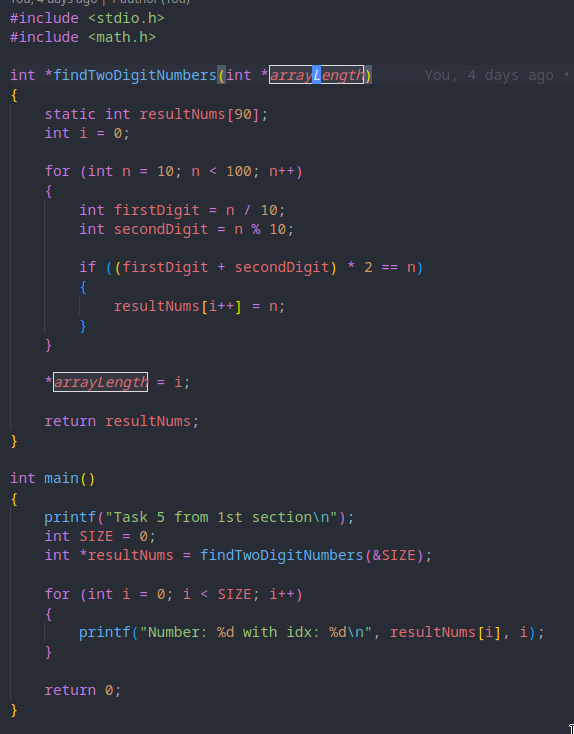 You, 4 days ago | 1 author (You)
#include <stdio.h>
#include <math.h>
int *findTwoDigitNumbers(int *arrayLength)    You, 4 days ago •
{
    static int resultNums[90];
    int i = 0;
    for (int n = 10; n < 100; n++)
    {
        int firstDigit = n / 10;
        int secondDigit = n % 10;
        if ((firstDigit + secondDigit) * 2 == n)
        {
            resultNums[i++] = n;
        }
    }
    *arrayLength = i;
    return resultNums;
}
int main()
{
    printf("Task 5 from 1st section\n");
    int SIZE = 0;
    int *resultNums = findTwoDigitNumbers(&SIZE);
    for (int i = 0; i < SIZE; i++)
    {
        printf("Number: %d with idx: %d\n", resultNums[i], i);
    }
    return 0;
}